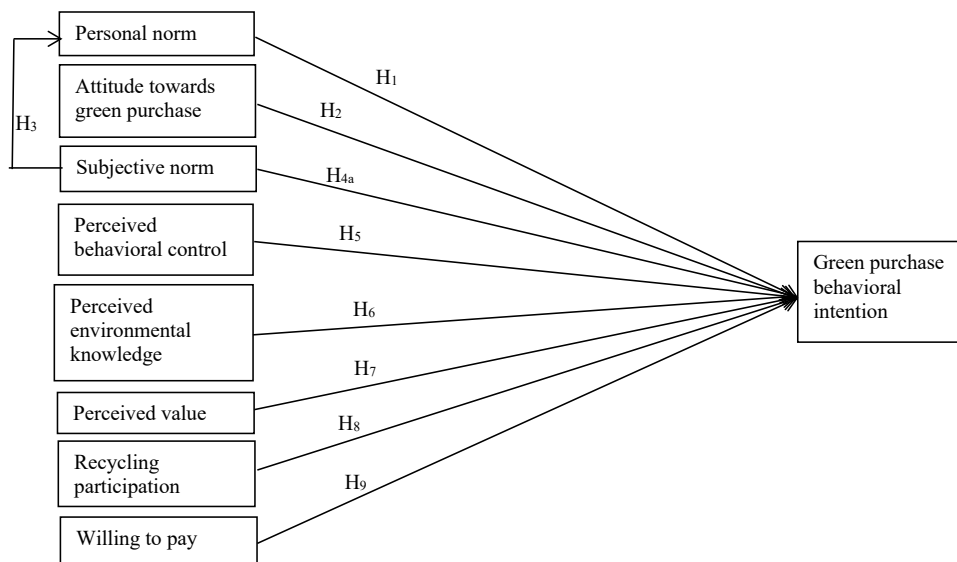 Personal norm
H1
Attitude towards
green purchase
H2
H3
Subjective norm
H4a
Perceived
behavioral control
H5
Green purchase
behavioral
intention
Perceived
environmental
knowledge
H6
H7
Perceived value
H8
Recycling
participation
H9
Willing to pay